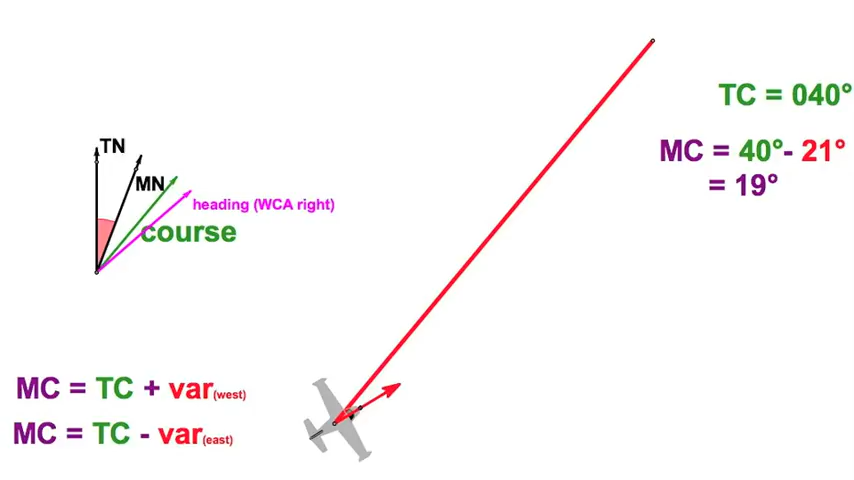 TN
MN
heading (WCA right)
course
TC = 040°
MC = 40°- 21°
= 19°
MC = TC + var(west)
MC = TC - var(east)